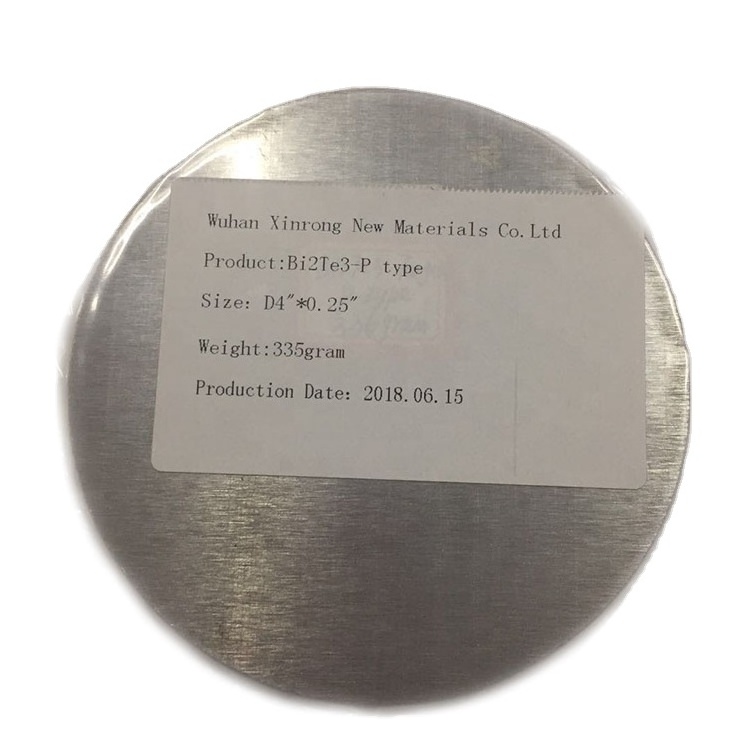 Wuhan Xinrong New Materials Co.Ltd
Product:Bi2Te3-P type
Size: D4"*0.25"
Weight:335gram
Production Date: 2018.06.15